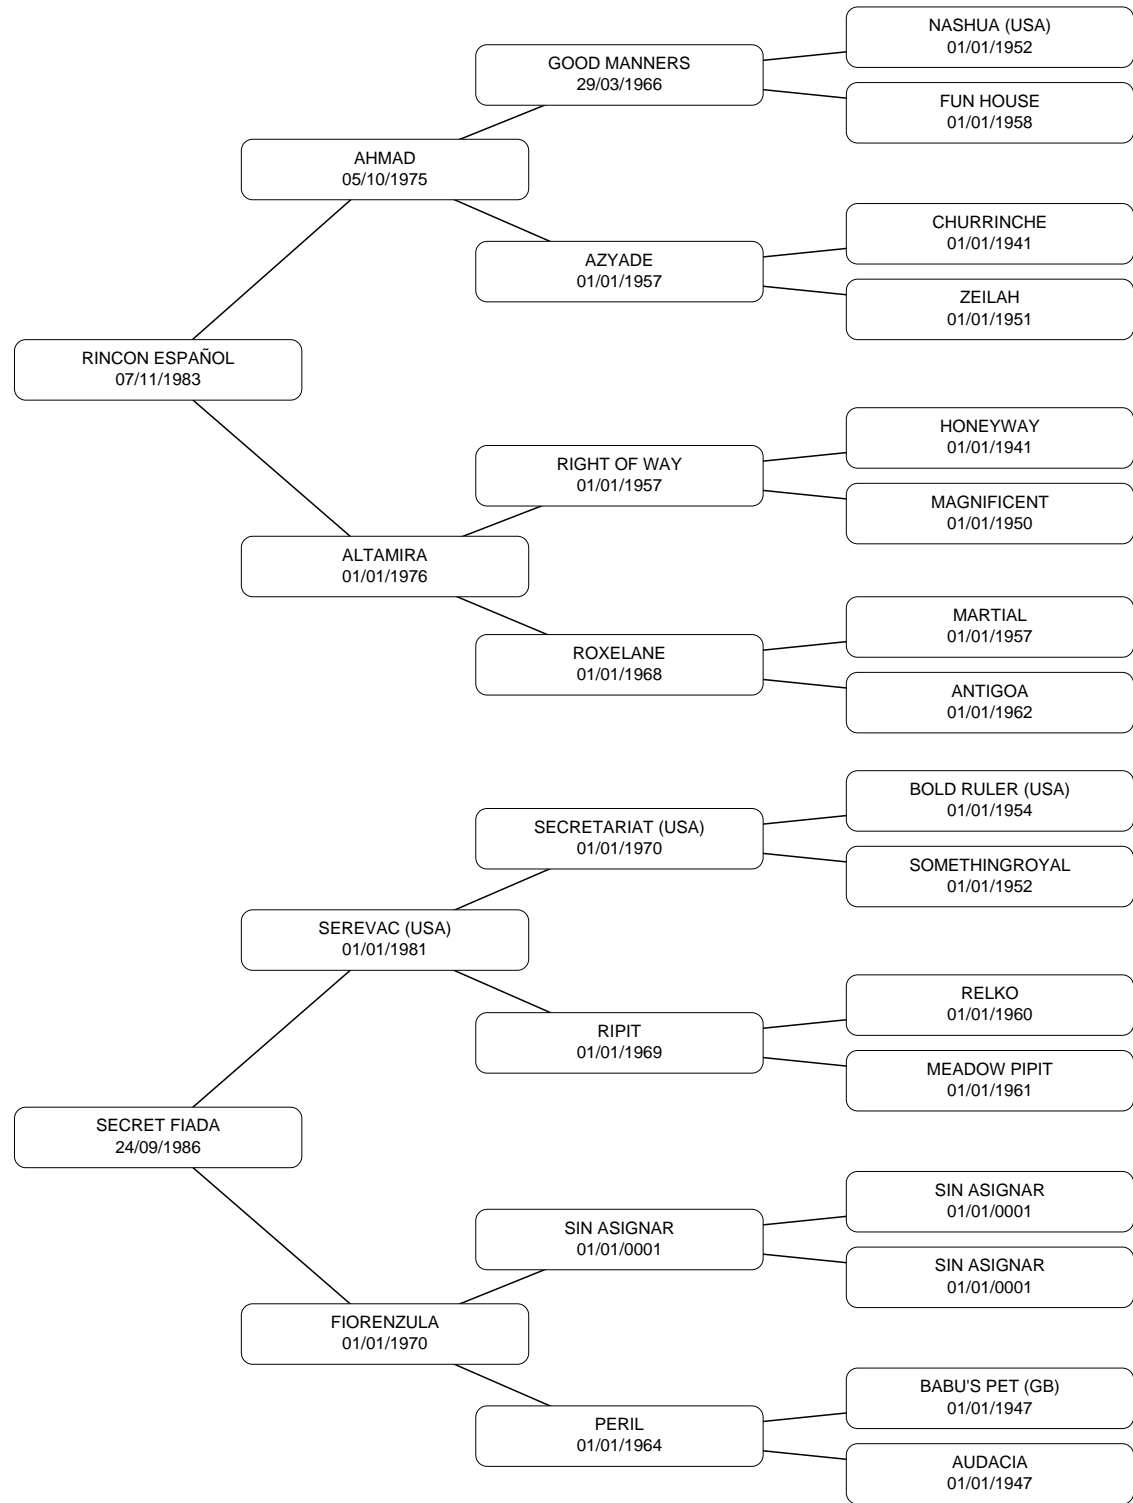 NASHUA (USA)
01/01/1952
GOOD MANNERS
29/03/1966
FUN HOUSE
01/01/1958
AHMAD
05/10/1975
CHURRINCHE
01/01/1941
AZYADE
01/01/1957
ZEILAH
01/01/1951
RINCON ESPAÑOL
07/11/1983
HONEYWAY
01/01/1941
RIGHT OF WAY
01/01/1957
MAGNIFICENT
01/01/1950
ALTAMIRA
01/01/1976
MARTIAL
01/01/1957
ROXELANE
01/01/1968
ANTIGOA
01/01/1962
BOLD RULER (USA)
01/01/1954
SECRETARIAT (USA)
01/01/1970
SOMETHINGROYAL
01/01/1952
SEREVAC (USA)
01/01/1981
RELKO
01/01/1960
RIPIT
01/01/1969
MEADOW PIPIT
01/01/1961
SECRET FIADA
24/09/1986
SIN ASIGNAR
01/01/0001
SIN ASIGNAR
01/01/0001
SIN ASIGNAR
01/01/0001
FIORENZULA
01/01/1970
BABU'S PET (GB)
01/01/1947
PERIL
01/01/1964
AUDACIA
01/01/1947